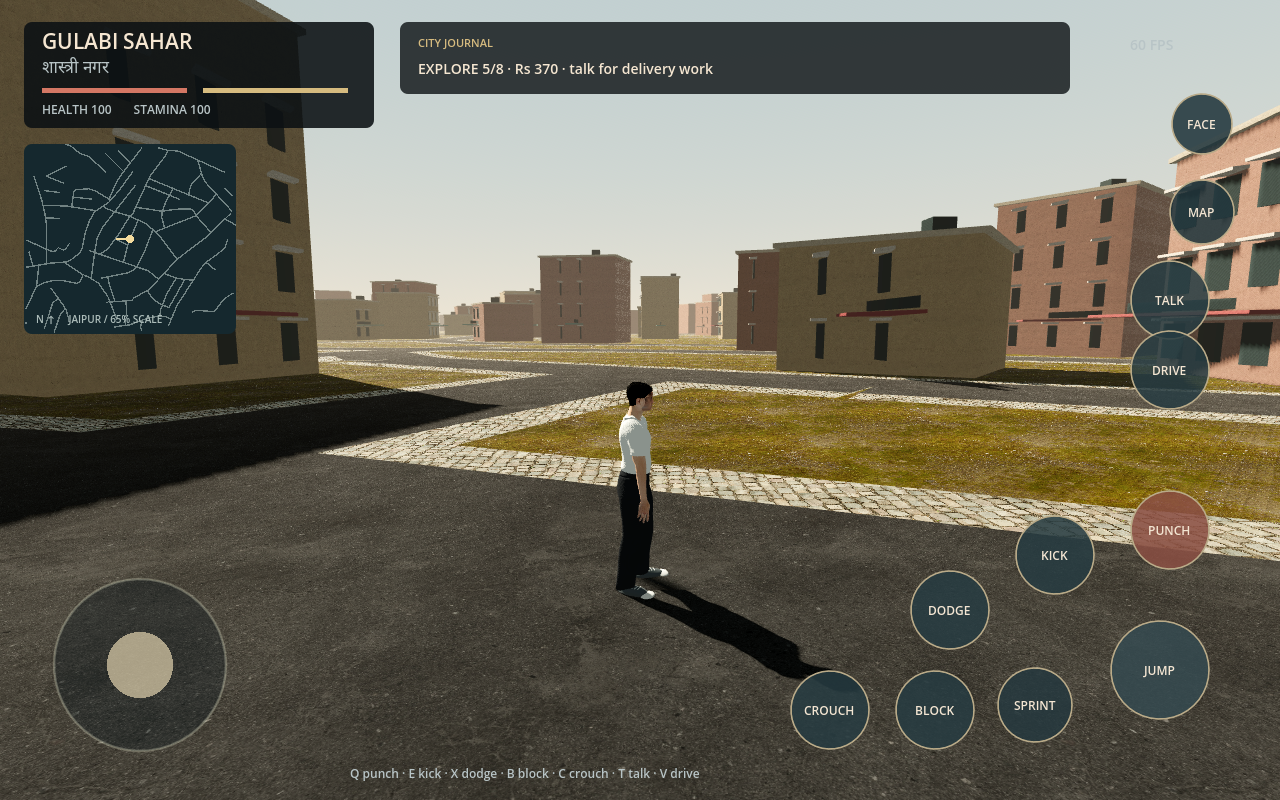 GULABI SAHAR
शास्त्री नगर
HEALTH 100 STAMINA 100
CITY JOURNAL
EXPLORE 5/8 · Rs 370 · talk for delivery work
60 FPS
N ↑ JAIPUR / 65% SCALE
FACE
MAP
TALK
DRIVE
PUNCH
KICK
DODGE
JUMP
CROUCH
BLOCK
SPRINT
Q punch · E kick · X dodge · B block · C crouch · T talk · V drive